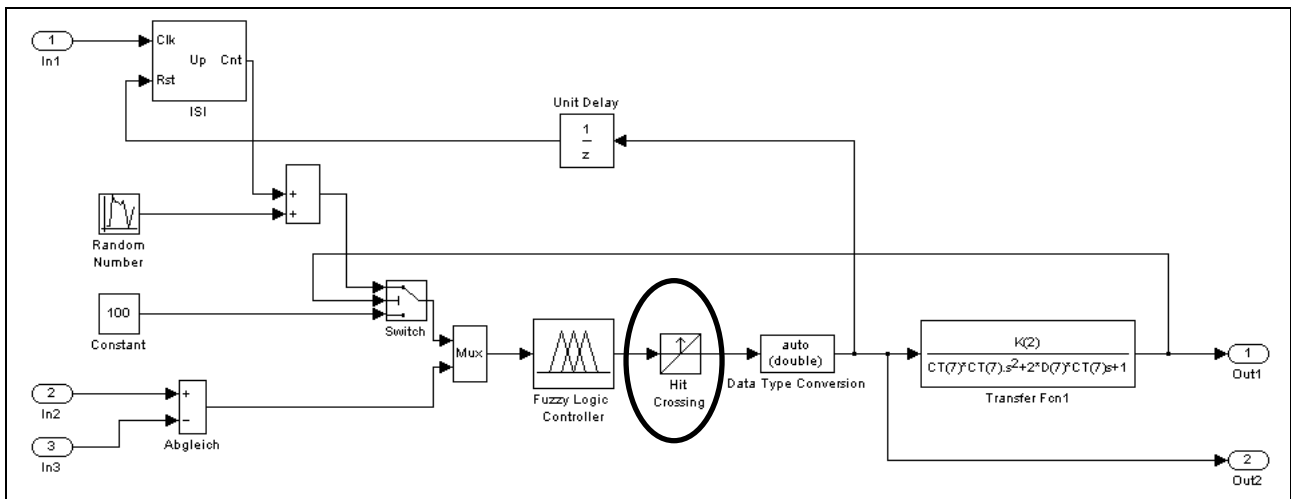 1
In1
Clk
Up
Cnt
Rst
ISI
Unit Delay
1
z
+
+
Random
Number
100
Constant
Switch
Mux
Fuzzy Logic
Controller
Hit
Crossing
auto
(double)
Data Type Conversion
K(2)
CT(7)*CT(7).s²+2*D(7)*CT(7)s+1
Transfer Fcn1
1
Out1
2
In2
3
In3
+
−
Abgleich
2
Out2